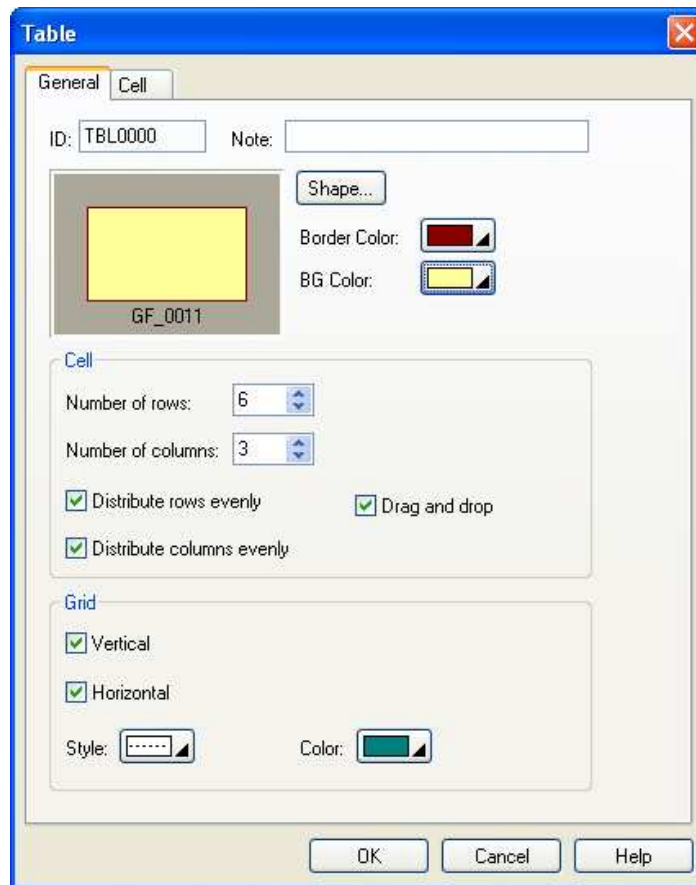 Table
General Cell
ID: TBL0000 Note:
Shape...
Border Color:
BG Color:
GF_0011
Cell
Number of rows: 6
Number of columns: 3
Distribute rows evenly Drag and drop
Distribute columns evenly
Grid
Vertical
Horizontal
Style: Color:
OK Cancel Help